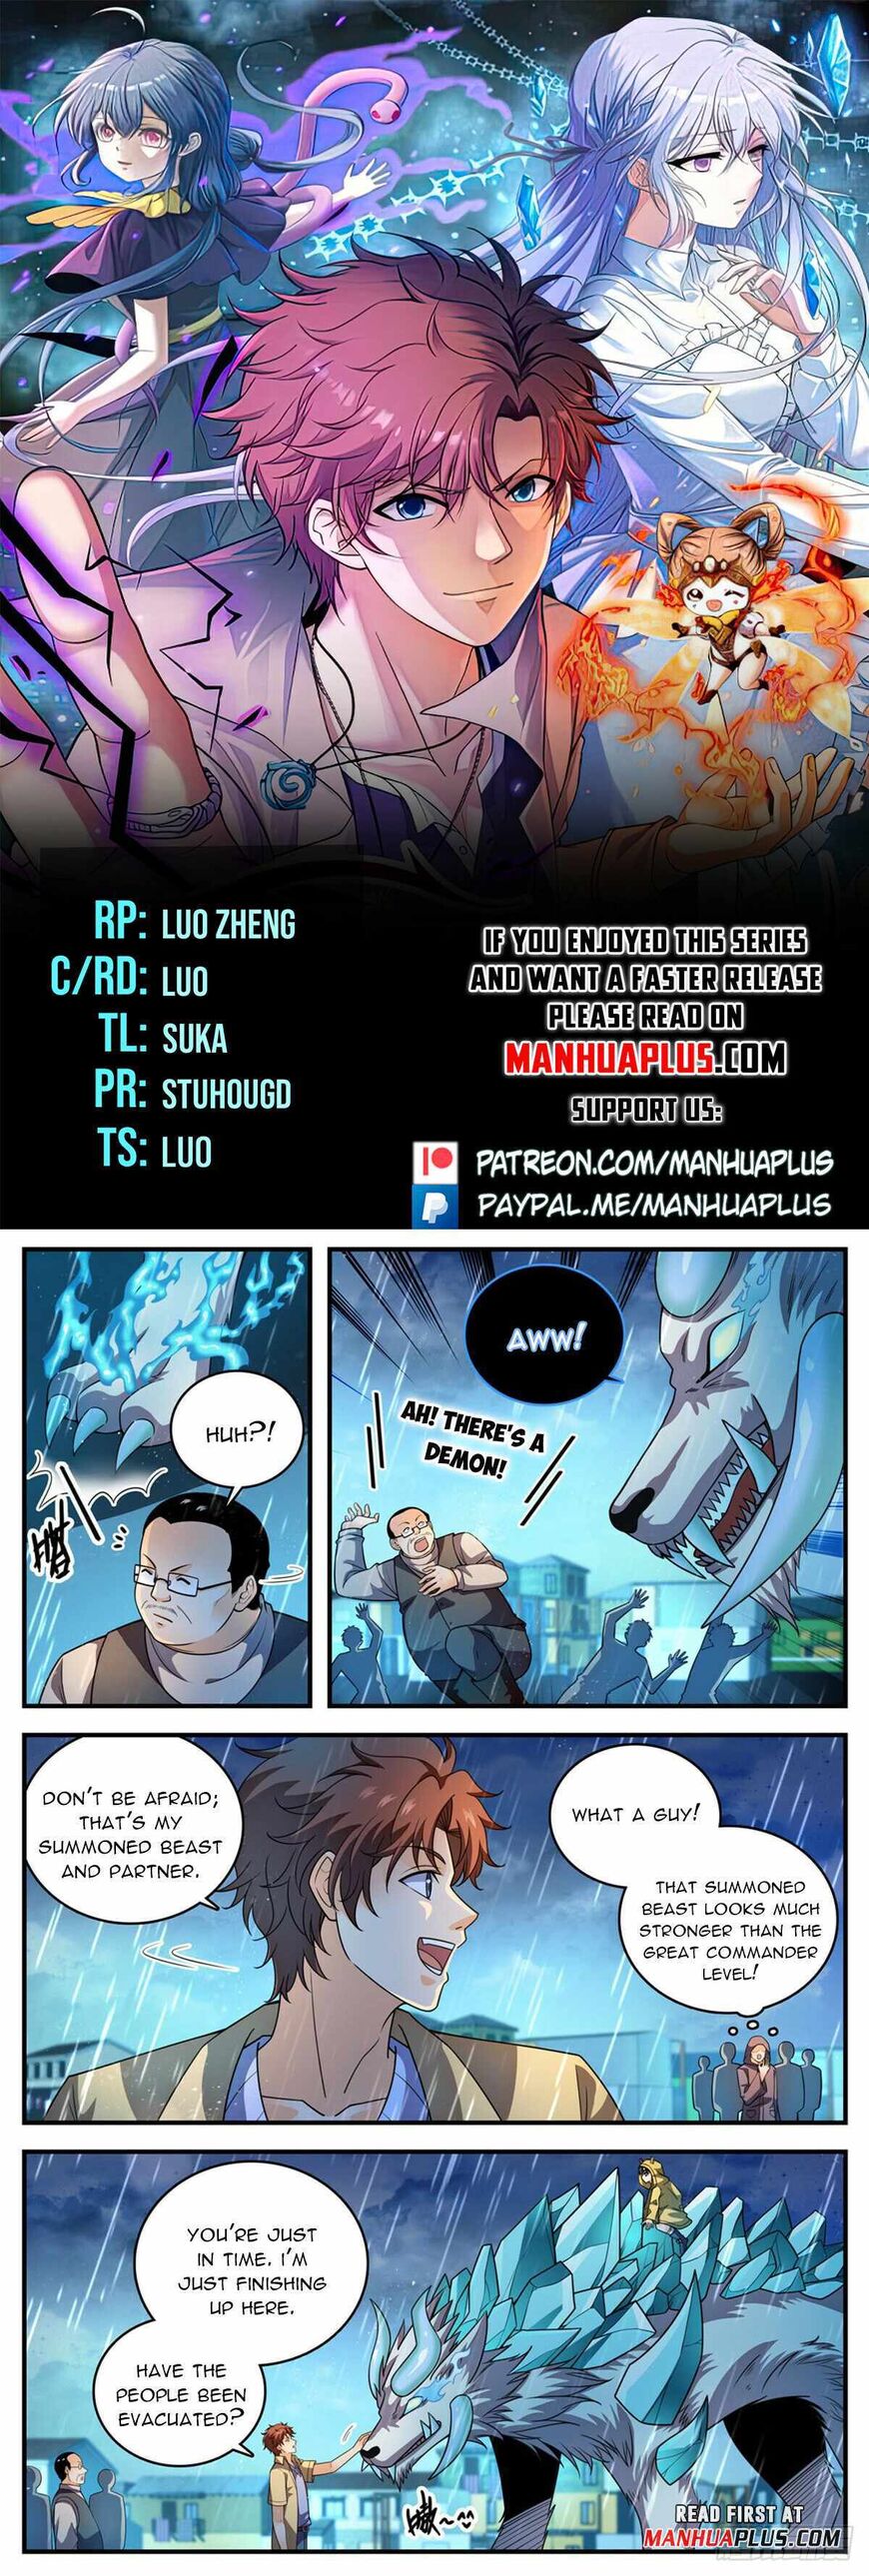 RP: LUO ZHENG
C/RD: LUO
TL: SUKA
PR: STUHOUGD
TS: LUO
IF YOU ENJOYED THIS SERIES
AND WANT A FASTER RELEASE
PLEASE READ ON
MANHUAPLUS.COM
SUPPORT US:
PATREON.COM/MANHUAPLUS
PAYPAL.ME/MANHUAPLUS
HUH?!
AWW!
AH! THERE'S A
DEMON!
DON'T BE AFRAID;
THAT'S MY
SUMMONED BEAST
AND PARTNER.
WHAT A GUY!
THAT SUMMONED
BEAST LOOKS MUCH
STRONGER THAN THE
GREAT COMMANDER
LEVEL!
YOU'RE JUST
IN TIME. I'M
JUST FINISHING
UP HERE.
HAVE THE
PEOPLE BEEN
EVACUATED?
READ FIRST AT
MANHUAPLUS.COM